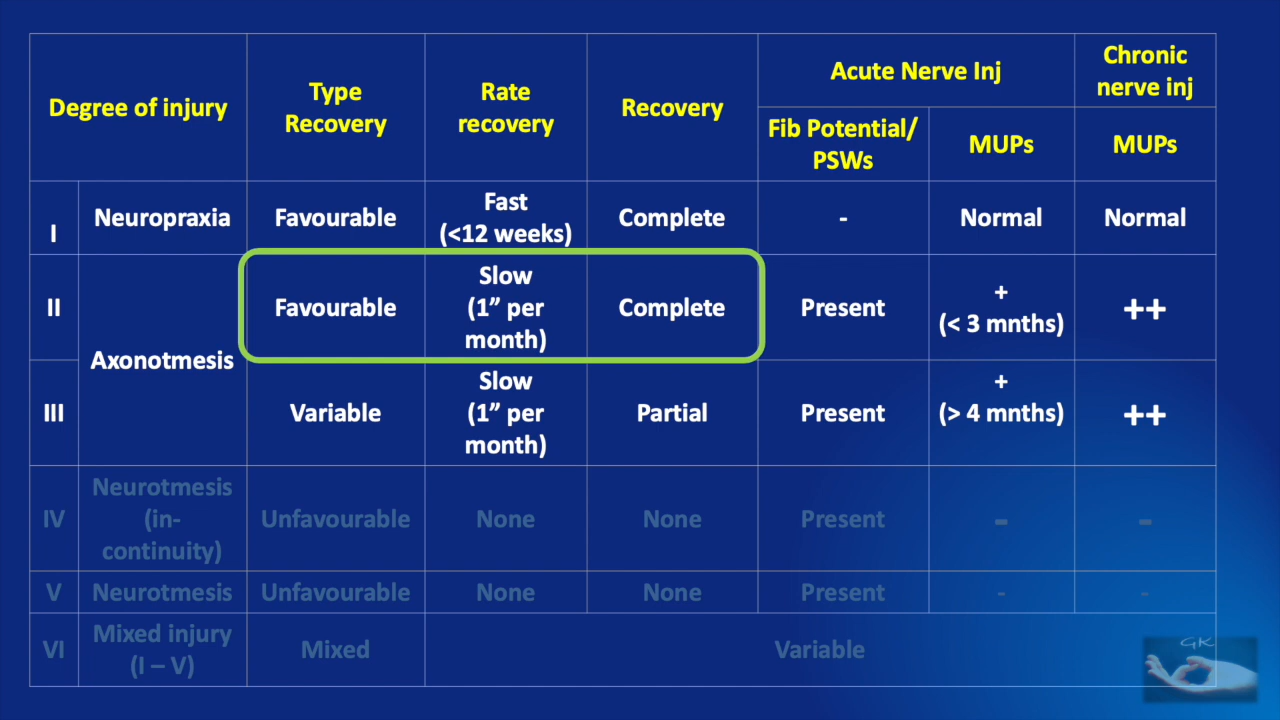 Degree of injury
Type
Recovery
Rate
recovery
Recovery
Acute Nerve Inj
Chronic
nerve inj
Fib Potential/
PSWs
MUPs
MUPs
I
Neuropraxia
Favourable
Fast
(<12 weeks)
Complete
-
Normal
Normal
II
Axonotmesis
Favourable
Slow
(1” per
month)
Complete
Present
+
(< 3 mnths)
++
III
Variable
Slow
(1” per
month)
Partial
Present
+
(> 4 mnths)
++
IV
Neurotmesis
(in-
continuity)
Unfavourable
None
None
Present
-
-
V
Neurotmesis
Unfavourable
None
None
Present
-
-
VI
Mixed injury
(I – V)
Mixed
Variable
GK